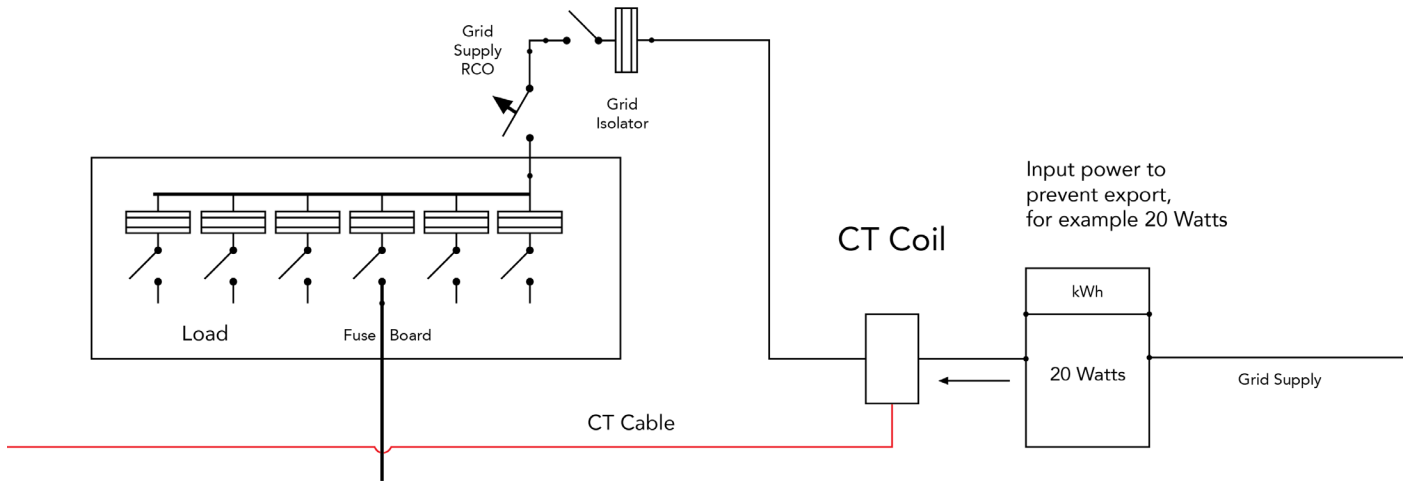 Grid
Supply
RCO
Grid
Isolator
Input power to
prevent export,
for example 20 Watts
CT Coil
kWh
20 Watts
Grid Supply
Load
Fuse Board
CT Cable